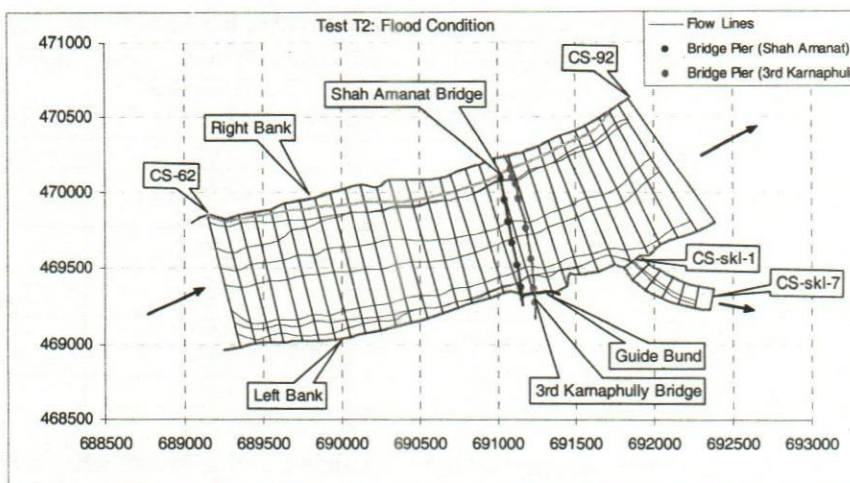 Test T2: Flood Condition
Flow Lines
Bridge Pier (Shah Amanat)
Bridge Pier (3rd Karnaphuli
CS-92
Shah Amanat Bridge
Right Bank
CS-62
CS-skl-1
CS-skl-7
Guide Bund
3rd Karnaphully Bridge
Left Bank
471000
470500
470000
469500
469000
468500
688500 689000 689500 690000 690500 691000 691500 692000 692500 693000